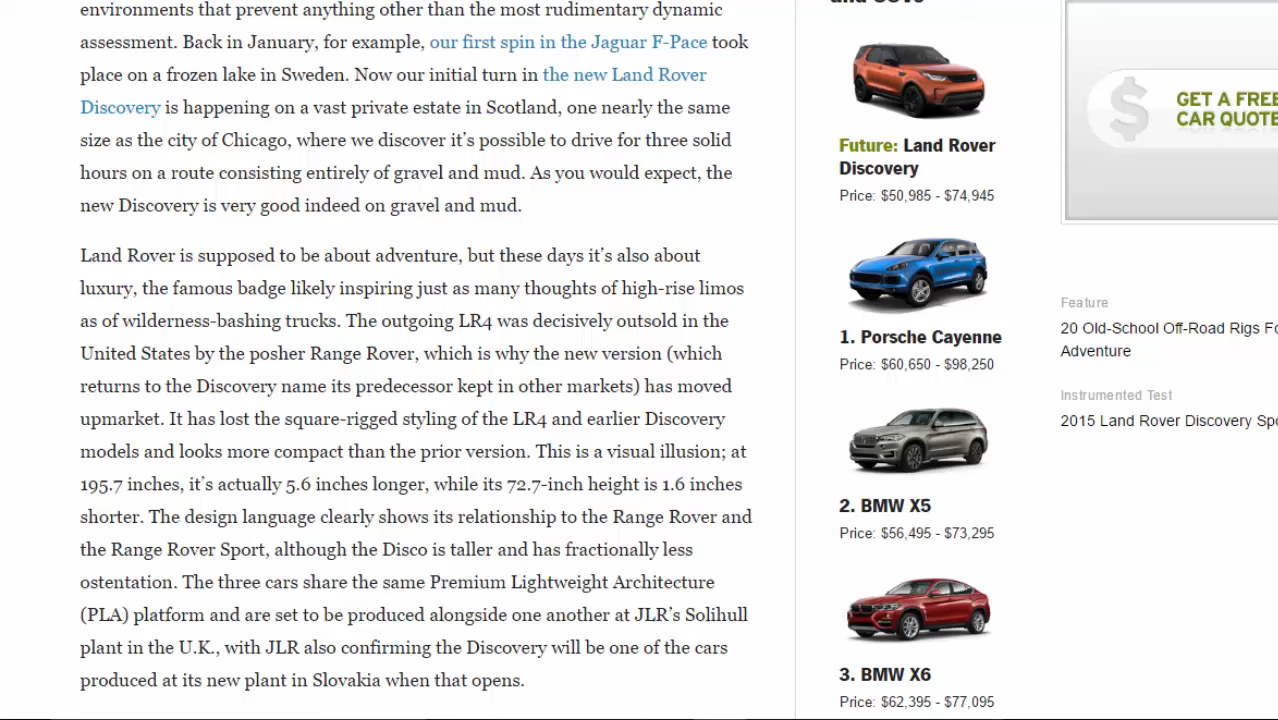 environments that prevent anything other than the most rudimentary dynamic
assessment. Back in January, for example, our first spin in the Jaguar F-Pace took
place on a frozen lake in Sweden. Now our initial turn in the new Land Rover
Discovery is happening on a vast private estate in Scotland, one nearly the same
size as the city of Chicago, where we discover it’s possible to drive for three solid
hours on a route consisting entirely of gravel and mud. As you would expect, the
new Discovery is very good indeed on gravel and mud.
Land Rover is supposed to be about adventure, but these days it’s also about
luxury, the famous badge likely inspiring just as many thoughts of high-rise limos
as of wilderness-bashing trucks. The outgoing LR4 was decisively outsold in the
United States by the posher Range Rover, which is why the new version (which
returns to the Discovery name its predecessor kept in other markets) has moved
upmarket. It has lost the square-rigged styling of the LR4 and earlier Discovery
models and looks more compact than the prior version. This is a visual illusion; at
195.7 inches, it’s actually 5.6 inches longer, while its 72.7-inch height is 1.6 inches
shorter. The design language clearly shows its relationship to the Range Rover and
the Range Rover Sport, although the Disco is taller and has fractionally less
ostentation. The three cars share the same Premium Lightweight Architecture
(PLA) platform and are set to be produced alongside one another at JLR’s Solihull
plant in the U.K., with JLR also confirming the Discovery will be one of the cars
produced at its new plant in Slovakia when that opens.
Future: Land Rover
Discovery
Price: $50,985 - $74,945
1. Porsche Cayenne
Price: $60,650 - $98,250
2. BMW X5
Price: $56,495 - $73,295
3. BMW X6
Price: $62,395 - $77,095
$
GET A FREE
CAR QUOTE
Feature
20 Old-School Off-Road Rigs Fo
Adventure
Instrumented Test
2015 Land Rover Discovery Spo